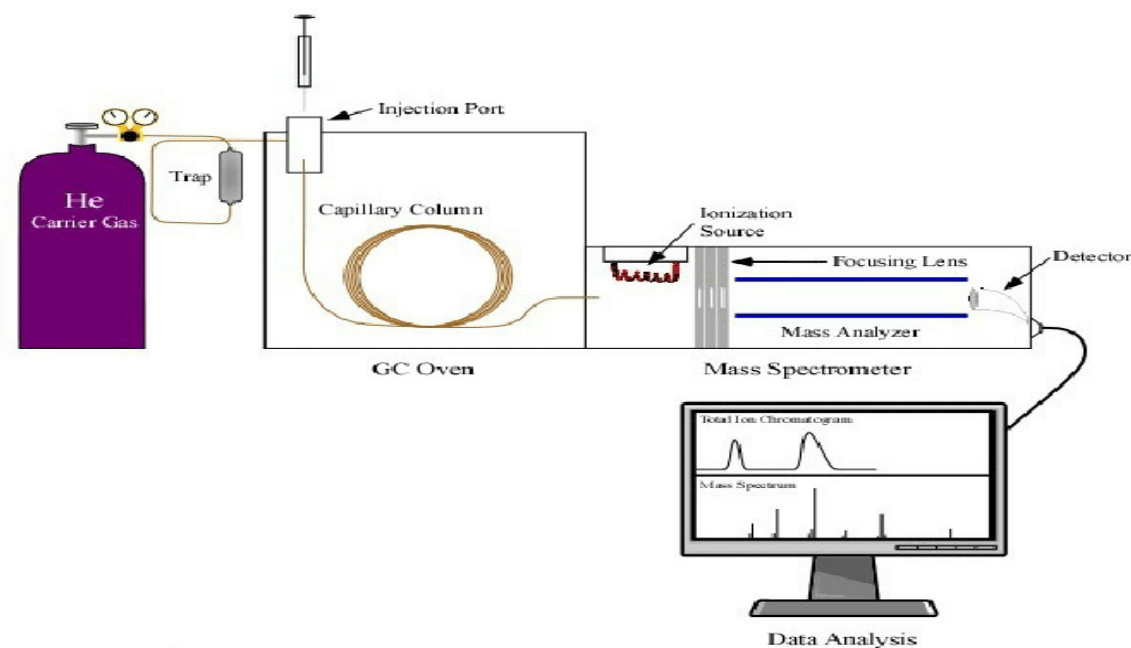 Injection Port
Trap
He
Carrier Gas
Capillary Column
Ionization
Source
Focusing Lens
Detector
Mass Analyzer
GC Oven
Mass Spectrometer
Total Ion Chromatogram
Mass Spectrum
Data Analysis